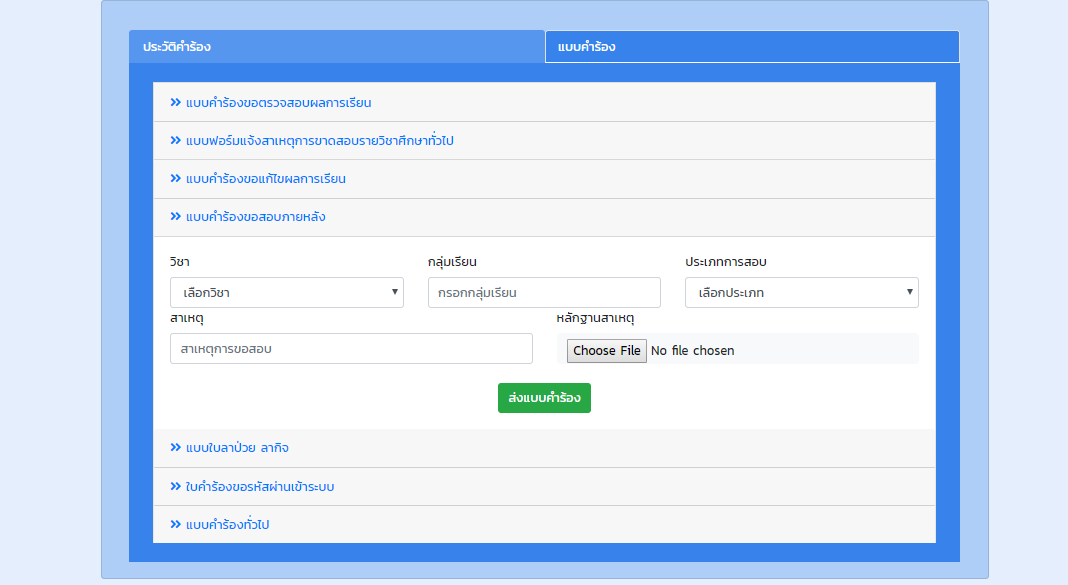 ประวัติคำร้อง แบบคำร้อง
แบบคำร้องขอตรวจสอบผลการเรียน
แบบฟอร์มแจ้งสาเหตุการขาดสอบรายวิชาศึกษาทั่วไป
แบบคำร้องขอแก้ไขผลการเรียน
แบบคำร้องขอสอบภายหลัง
วิชา กลุ่มเรียน ประเภทการสอบ
เลือกวิชา กรอกกลุ่มเรียน เลือกประเภท
สาเหตุ หลักฐานสาเหตุ
สาเหตุการขอสอบ Choose File No file chosen
ส่งแบบคำร้อง
แบบใบลาป่วย ลากิจ
ใบคำร้องขอรหัสผ่านเข้าระบบ
แบบคำร้องทั่วไป